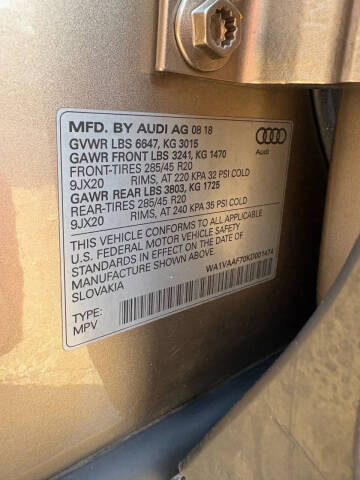 MFD. BY AUDI AG 08 18
GVWR LBS 6647, KG 3015
GAWR FRONT LBS 3241, KG 1470
FRONT-TIRES 285/45 R20
9JX20 RIMS, AT 220 KPA 32 PSI COLD
GAWR REAR LBS 3803, KG 1725
REAR-TIRES 285/45 R20
9JX20 RIMS, AT 240 KPA 35 PSI COLD
THIS VEHICLE CONFORMS TO ALL APPLICABLE
U.S. FEDERAL MOTOR VEHICLE SAFETY
STANDARDS IN EFFECT ON THE DATE OF
MANUFACTURE SHOWN ABOVE.
SLOVAKIA
WA1VAAF70KD001474
TYPE:
MPV
Audi